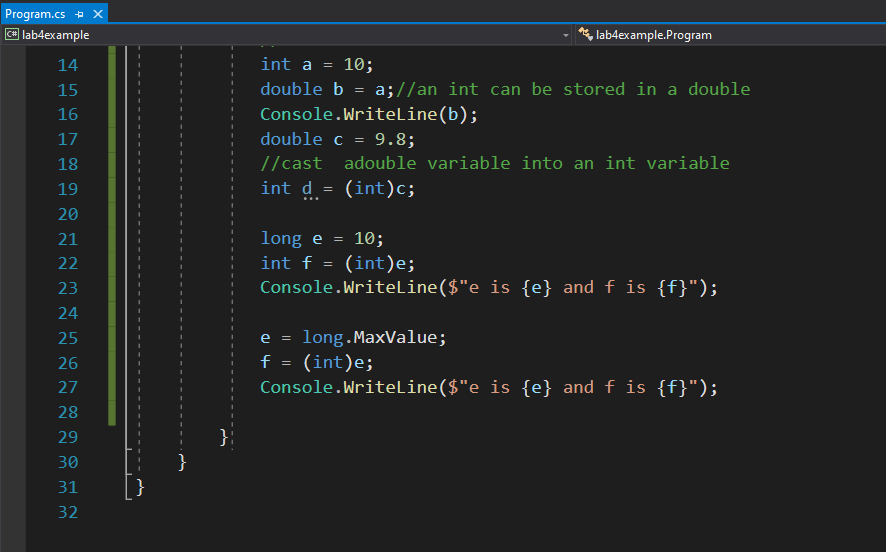 Program.cs
C# lab4example
lab4example.Program
14 int a = 10;
15 double b = a;//an int can be stored in a double
16 Console.WriteLine(b);
17 double c = 9.8;
18 //cast  adouble variable into an int variable
19 int d = (int)c;
20
21 long e = 10;
22 int f = (int)e;
23 Console.WriteLine($"e is {e} and f is {f}");
24
25 e = long.MaxValue;
26 f = (int)e;
27 Console.WriteLine($"e is {e} and f is {f}");
28
29 }
30 }
31 }
32